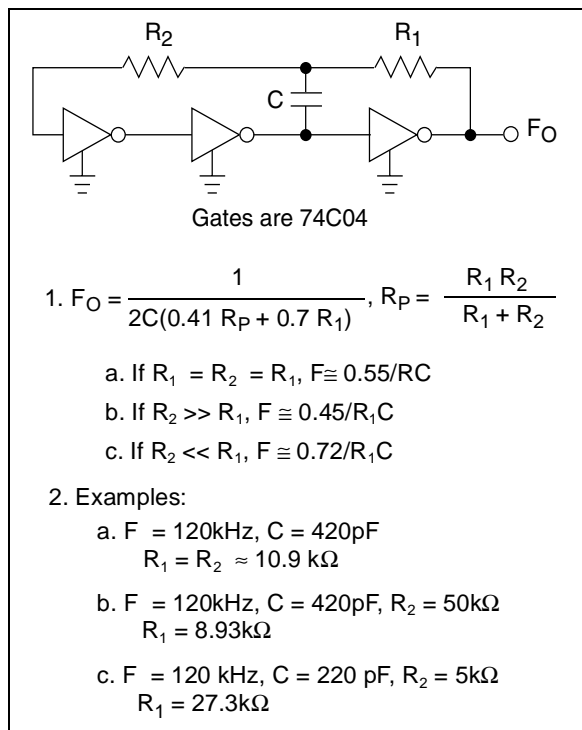 R2 R1
C
FO
Gates are 74C04
1. FO = 1 / 2C(0.41 RP + 0.7 R1) , RP = R1 R2 / R1 + R2
a. If R1 = R2 = R1, F≅ 0.55/RC
b. If R2 >> R1, F ≅ 0.45/R1C
c. If R2 << R1, F ≅ 0.72/R1C
2. Examples:
a. F = 120kHz, C = 420pF
R1 = R2 ≈ 10.9 kΩ
b. F = 120kHz, C = 420pF, R2 = 50kΩ
R1 = 8.93kΩ
c. F = 120 kHz, C = 220 pF, R2 = 5kΩ
R1 = 27.3kΩ